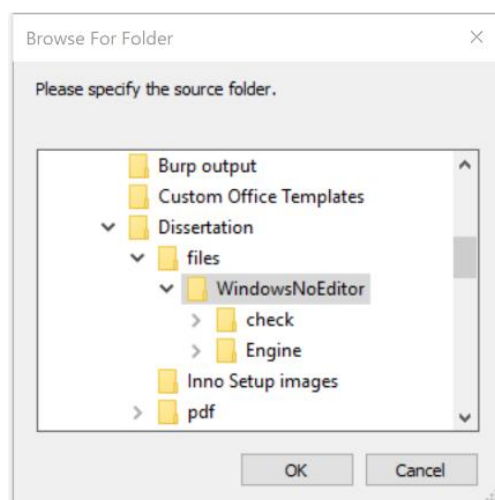 Browse For Folder
Please specify the source folder.
Burp output
Custom Office Templates
Dissertation
files
WindowsNoEditor
check
Engine
Inno Setup images
pdf
OK Cancel